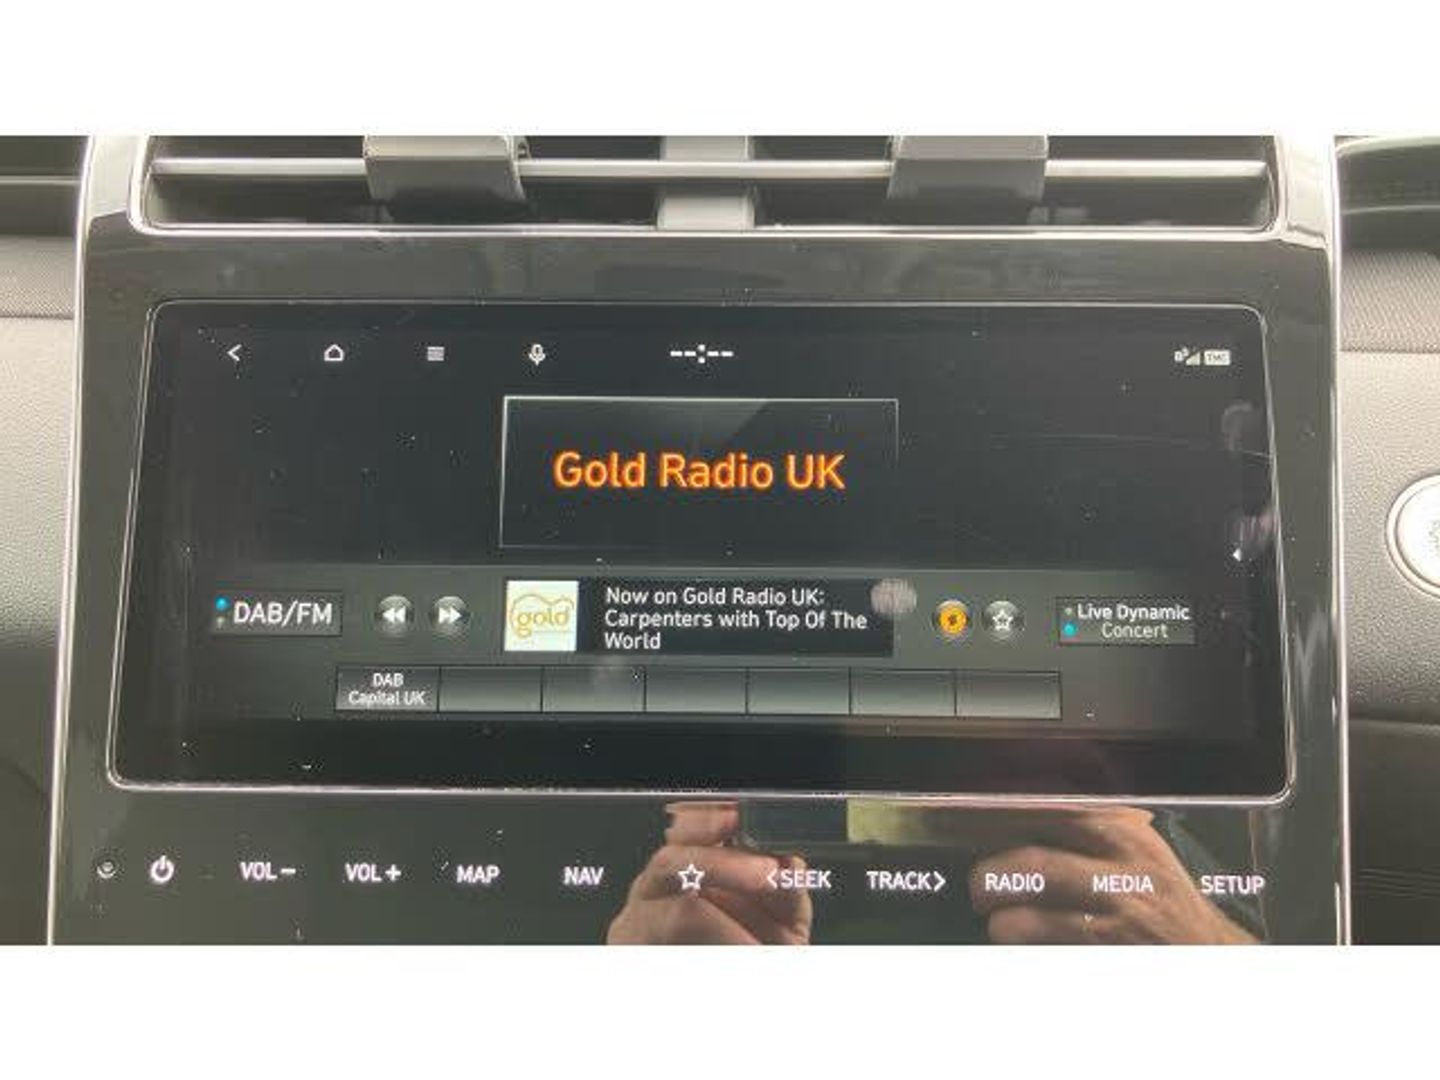 --:--
Gold Radio UK
DAB/FM
gold
Now on Gold Radio UK:
Carpenters with Top Of The
World
Live Dynamic
Concert
DAB
Capital UK
VOL-
VOL+
MAP
NAV
<SEEK
TRACK>
RADIO
MEDIA
SETUP